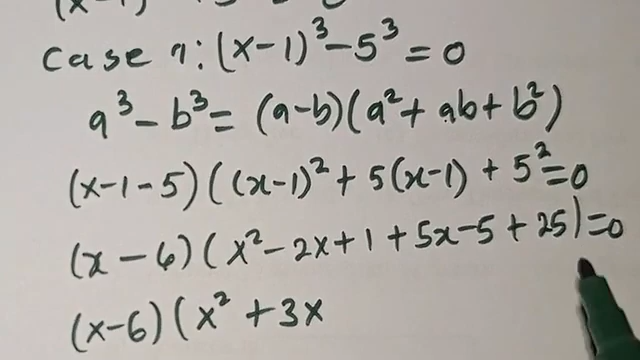 case 1: (x-1)³ - 5³ = 0
a³ - b³ = (a-b)(a² + ab + b²)
(x-1-5)((x-1)² + 5(x-1) + 5² = 0
(x-6)(x² - 2x + 1 + 5x - 5 + 25) = 0
(x-6)(x² + 3x